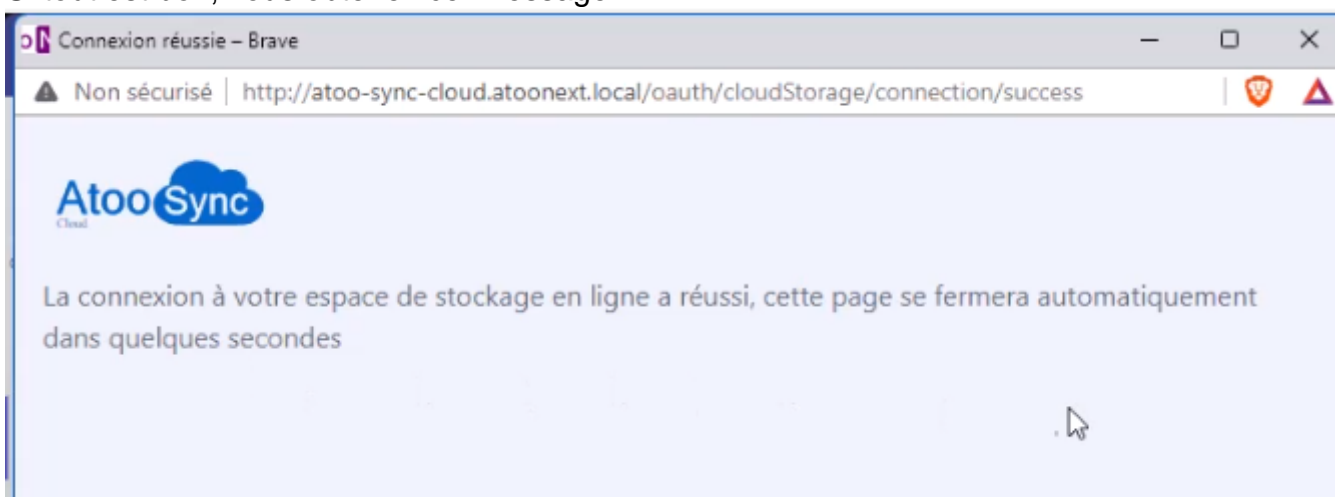 Connexion réussie – Brave
Non sécurisé | http://atoo-sync-cloud.atoonext.local/oauth/cloudStorage/connection/success
Atoo Sync
Cloud
La connexion à votre espace de stockage en ligne a réussi, cette page se fermera automatiquement
dans quelques secondes